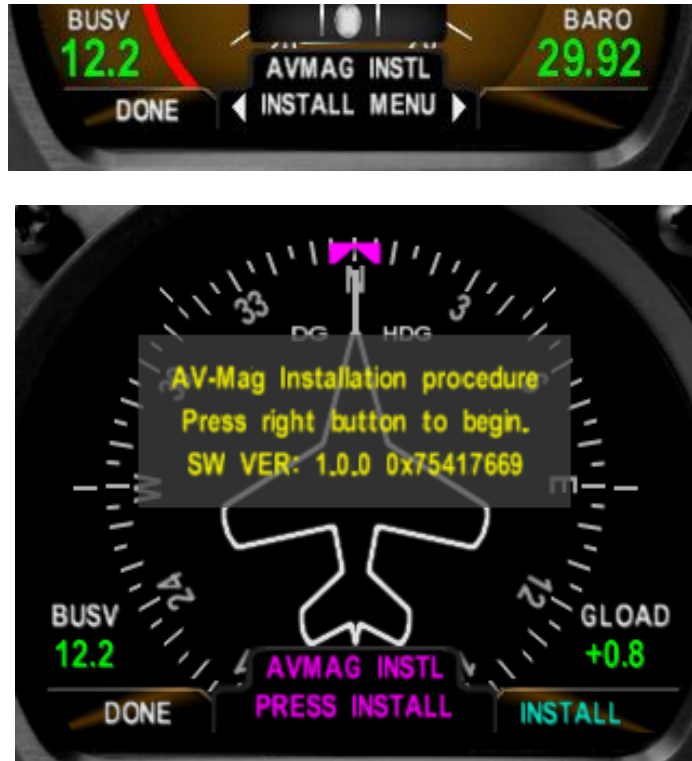 BUSV
12.2
BARO
29.92
AVMAG INSTL
INSTALL MENU
DONE
N
33
3
DG HDG
AV-Mag Installation procedure
Press right button to begin.
SW VER: 1.0.0 0x75417669
W
E
24
12
BUSV
12.2
GLOAD
+0.8
AVMAG INSTL
PRESS INSTALL
DONE
INSTALL